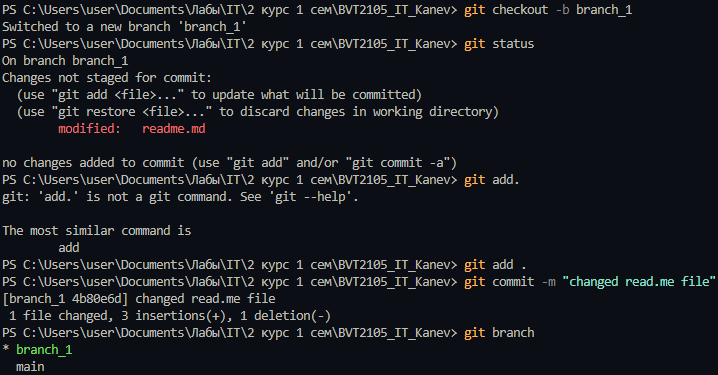 PS C:\Users\user\Documents\Лабы\IT\2 курс 1 сем\BVT2105_IT_Kanev> git checkout -b branch_1
Switched to a new branch 'branch_1'
PS C:\Users\user\Documents\Лабы\IT\2 курс 1 сем\BVT2105_IT_Kanev> git status
On branch branch_1
Changes not staged for commit:
  (use "git add <file>..." to update what will be committed)
  (use "git restore <file>..." to discard changes in working directory)
        modified:   readme.md

no changes added to commit (use "git add" and/or "git commit -a")
PS C:\Users\user\Documents\Лабы\IT\2 курс 1 сем\BVT2105_IT_Kanev> git add.
git: 'add.' is not a git command. See 'git --help'.

The most similar command is
        add
PS C:\Users\user\Documents\Лабы\IT\2 курс 1 сем\BVT2105_IT_Kanev> git add .
PS C:\Users\user\Documents\Лабы\IT\2 курс 1 сем\BVT2105_IT_Kanev> git commit -m "changed read.me file"
[branch_1 4b80e6d] changed read.me file
 1 file changed, 3 insertions(+), 1 deletion(-)
PS C:\Users\user\Documents\Лабы\IT\2 курс 1 сем\BVT2105_IT_Kanev> git branch
* branch_1
  main